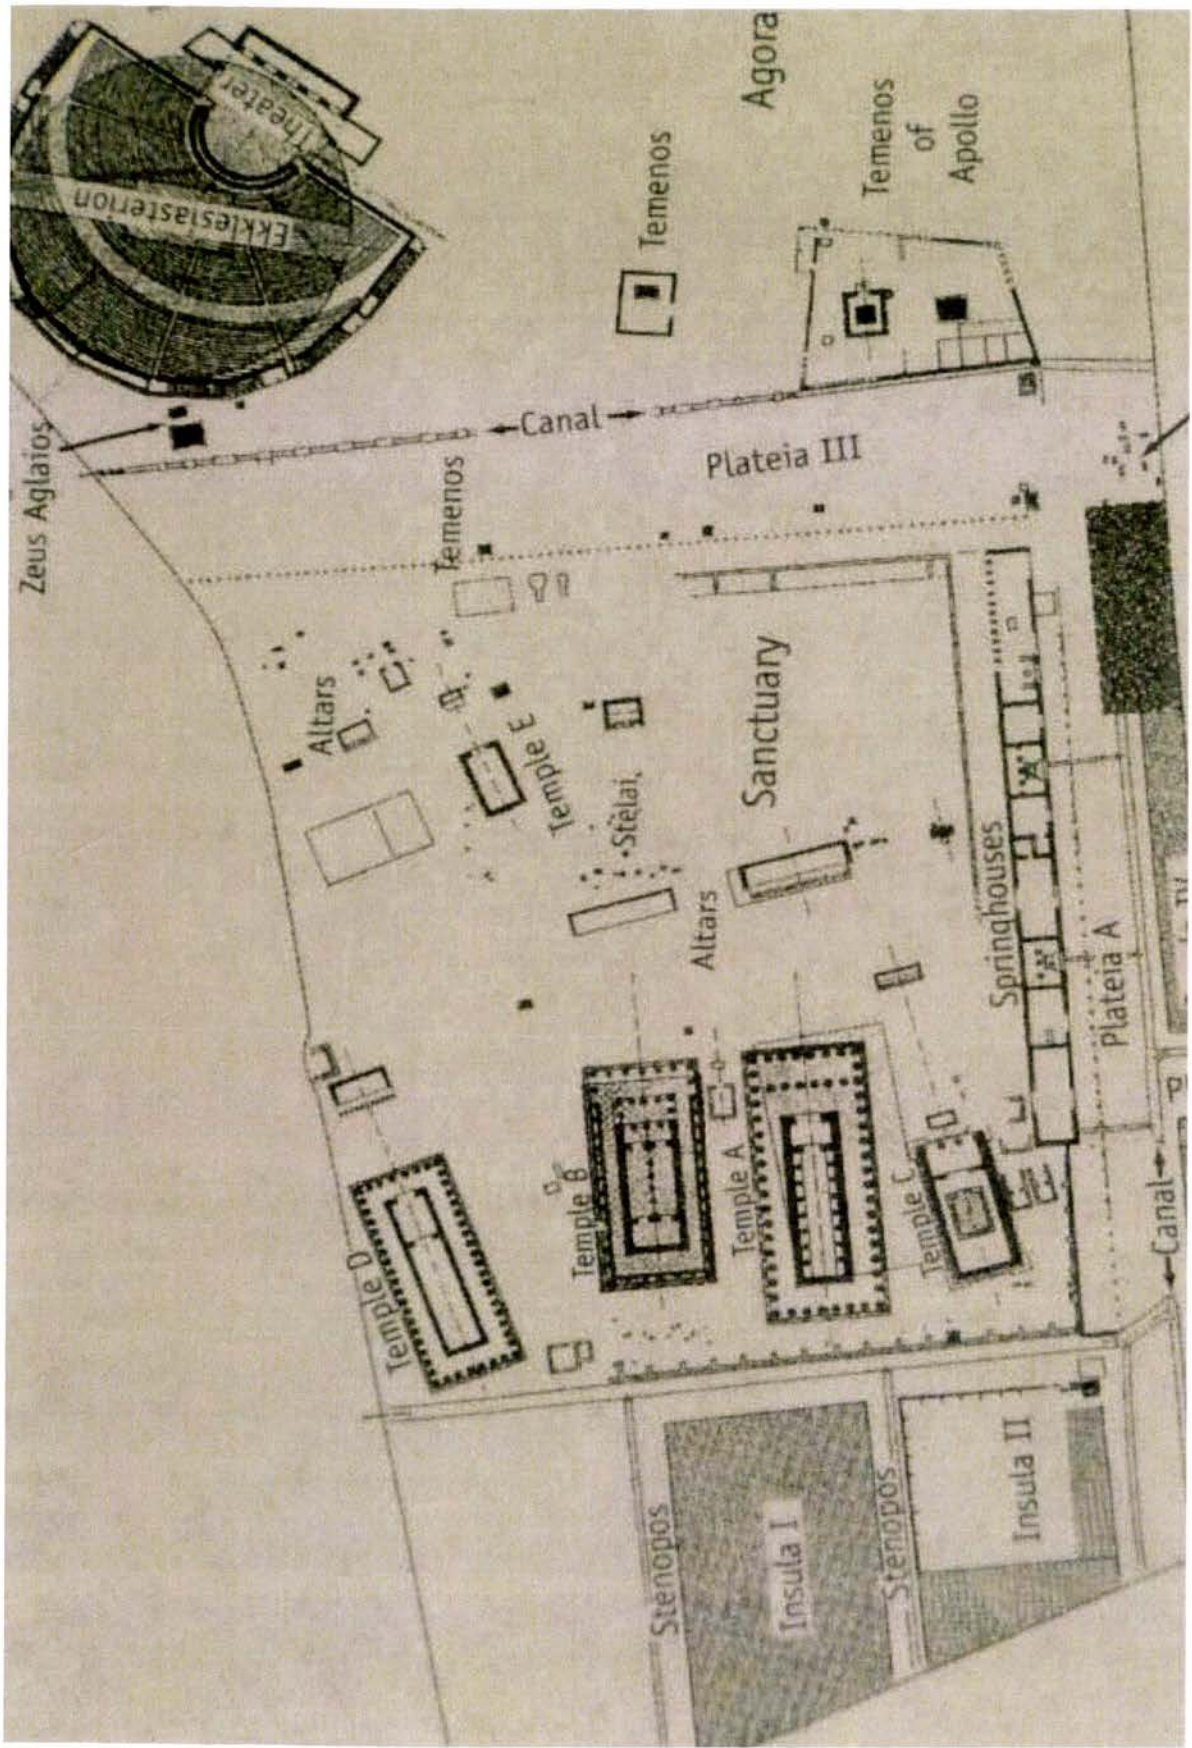 Zeus Aglaios
Ekklesiasterion
Theater
Temenos
Agora
Temenos
of
Apollo
Canal
Plateia III
Temenos
Altars
Temple E
Stelai
Sanctuary
Altars
Springhouses
Plateia A
Temple D
Temple B
Temple A
Temple C
Canal
Stenopos
Insula I
Stenopos
Insula II